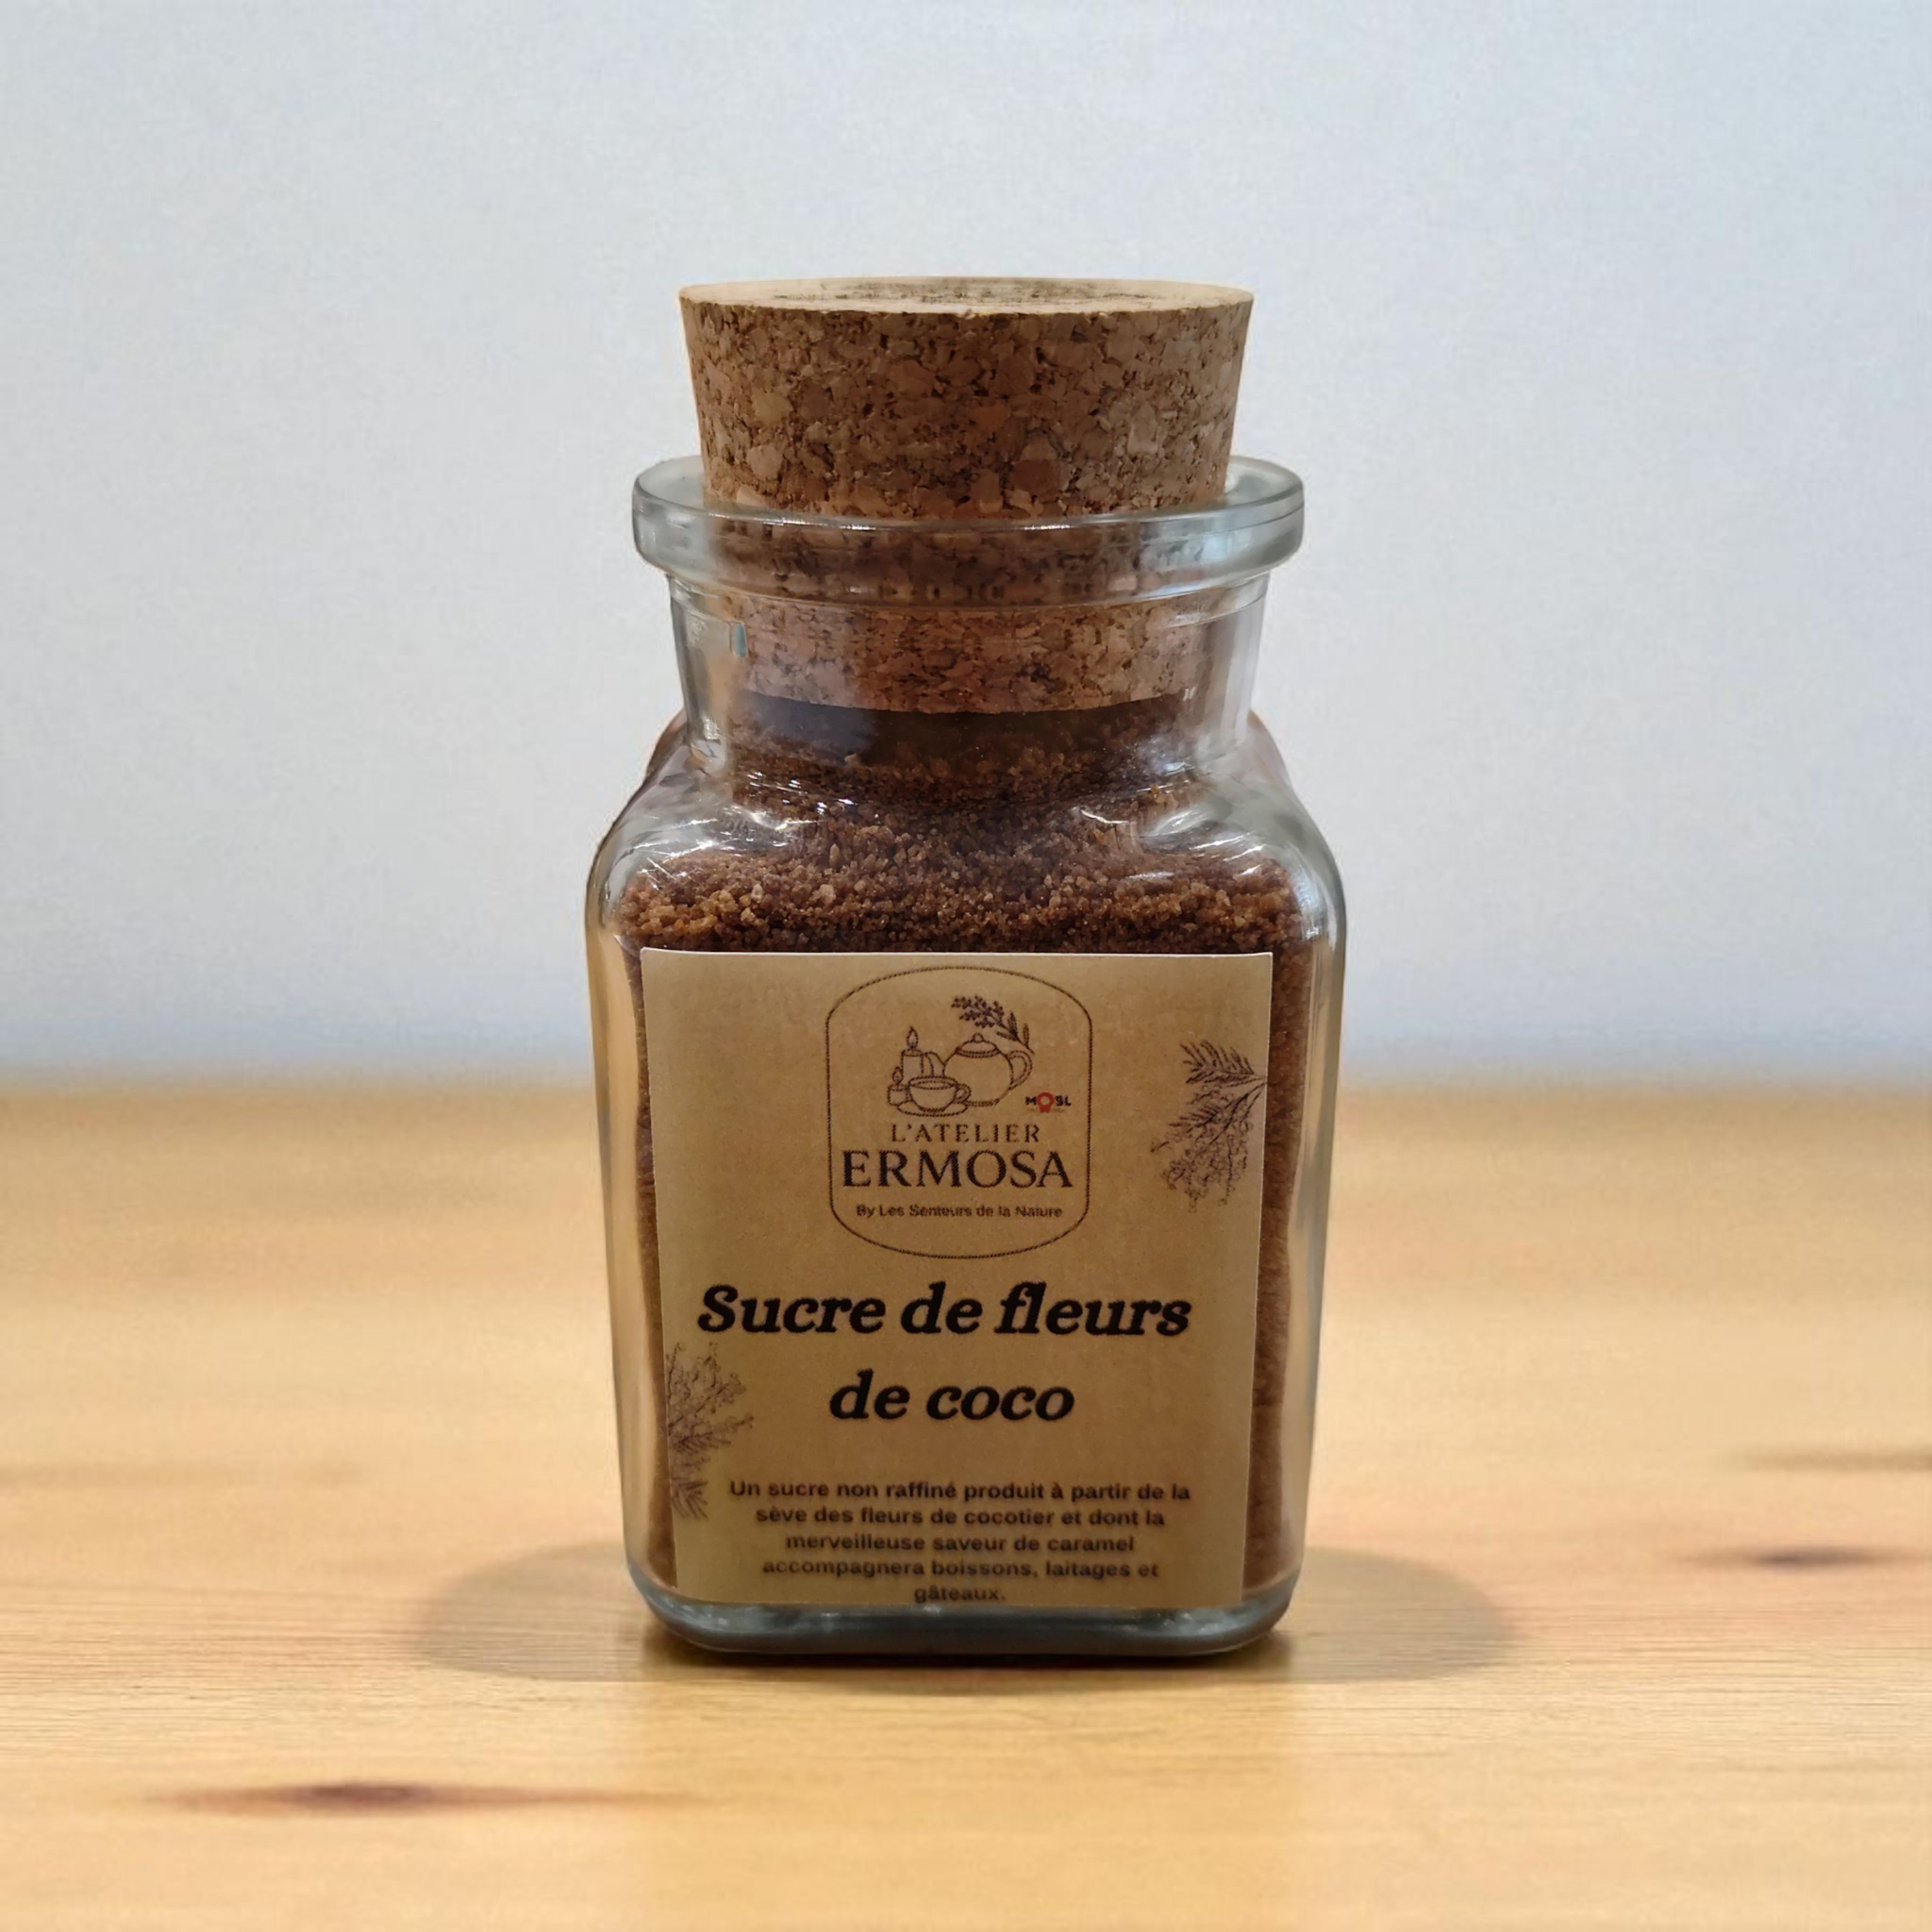 MOSL
L'ATELIER
ERMOSA
By Les Senteurs de la Nature
Sucre de fleurs
de coco
Un sucre non raffiné produit à partir de la
sève des fleurs de cocotier et dont la
merveilleuse saveur de caramel
accompagnera boissons, laitages et
gâteaux.